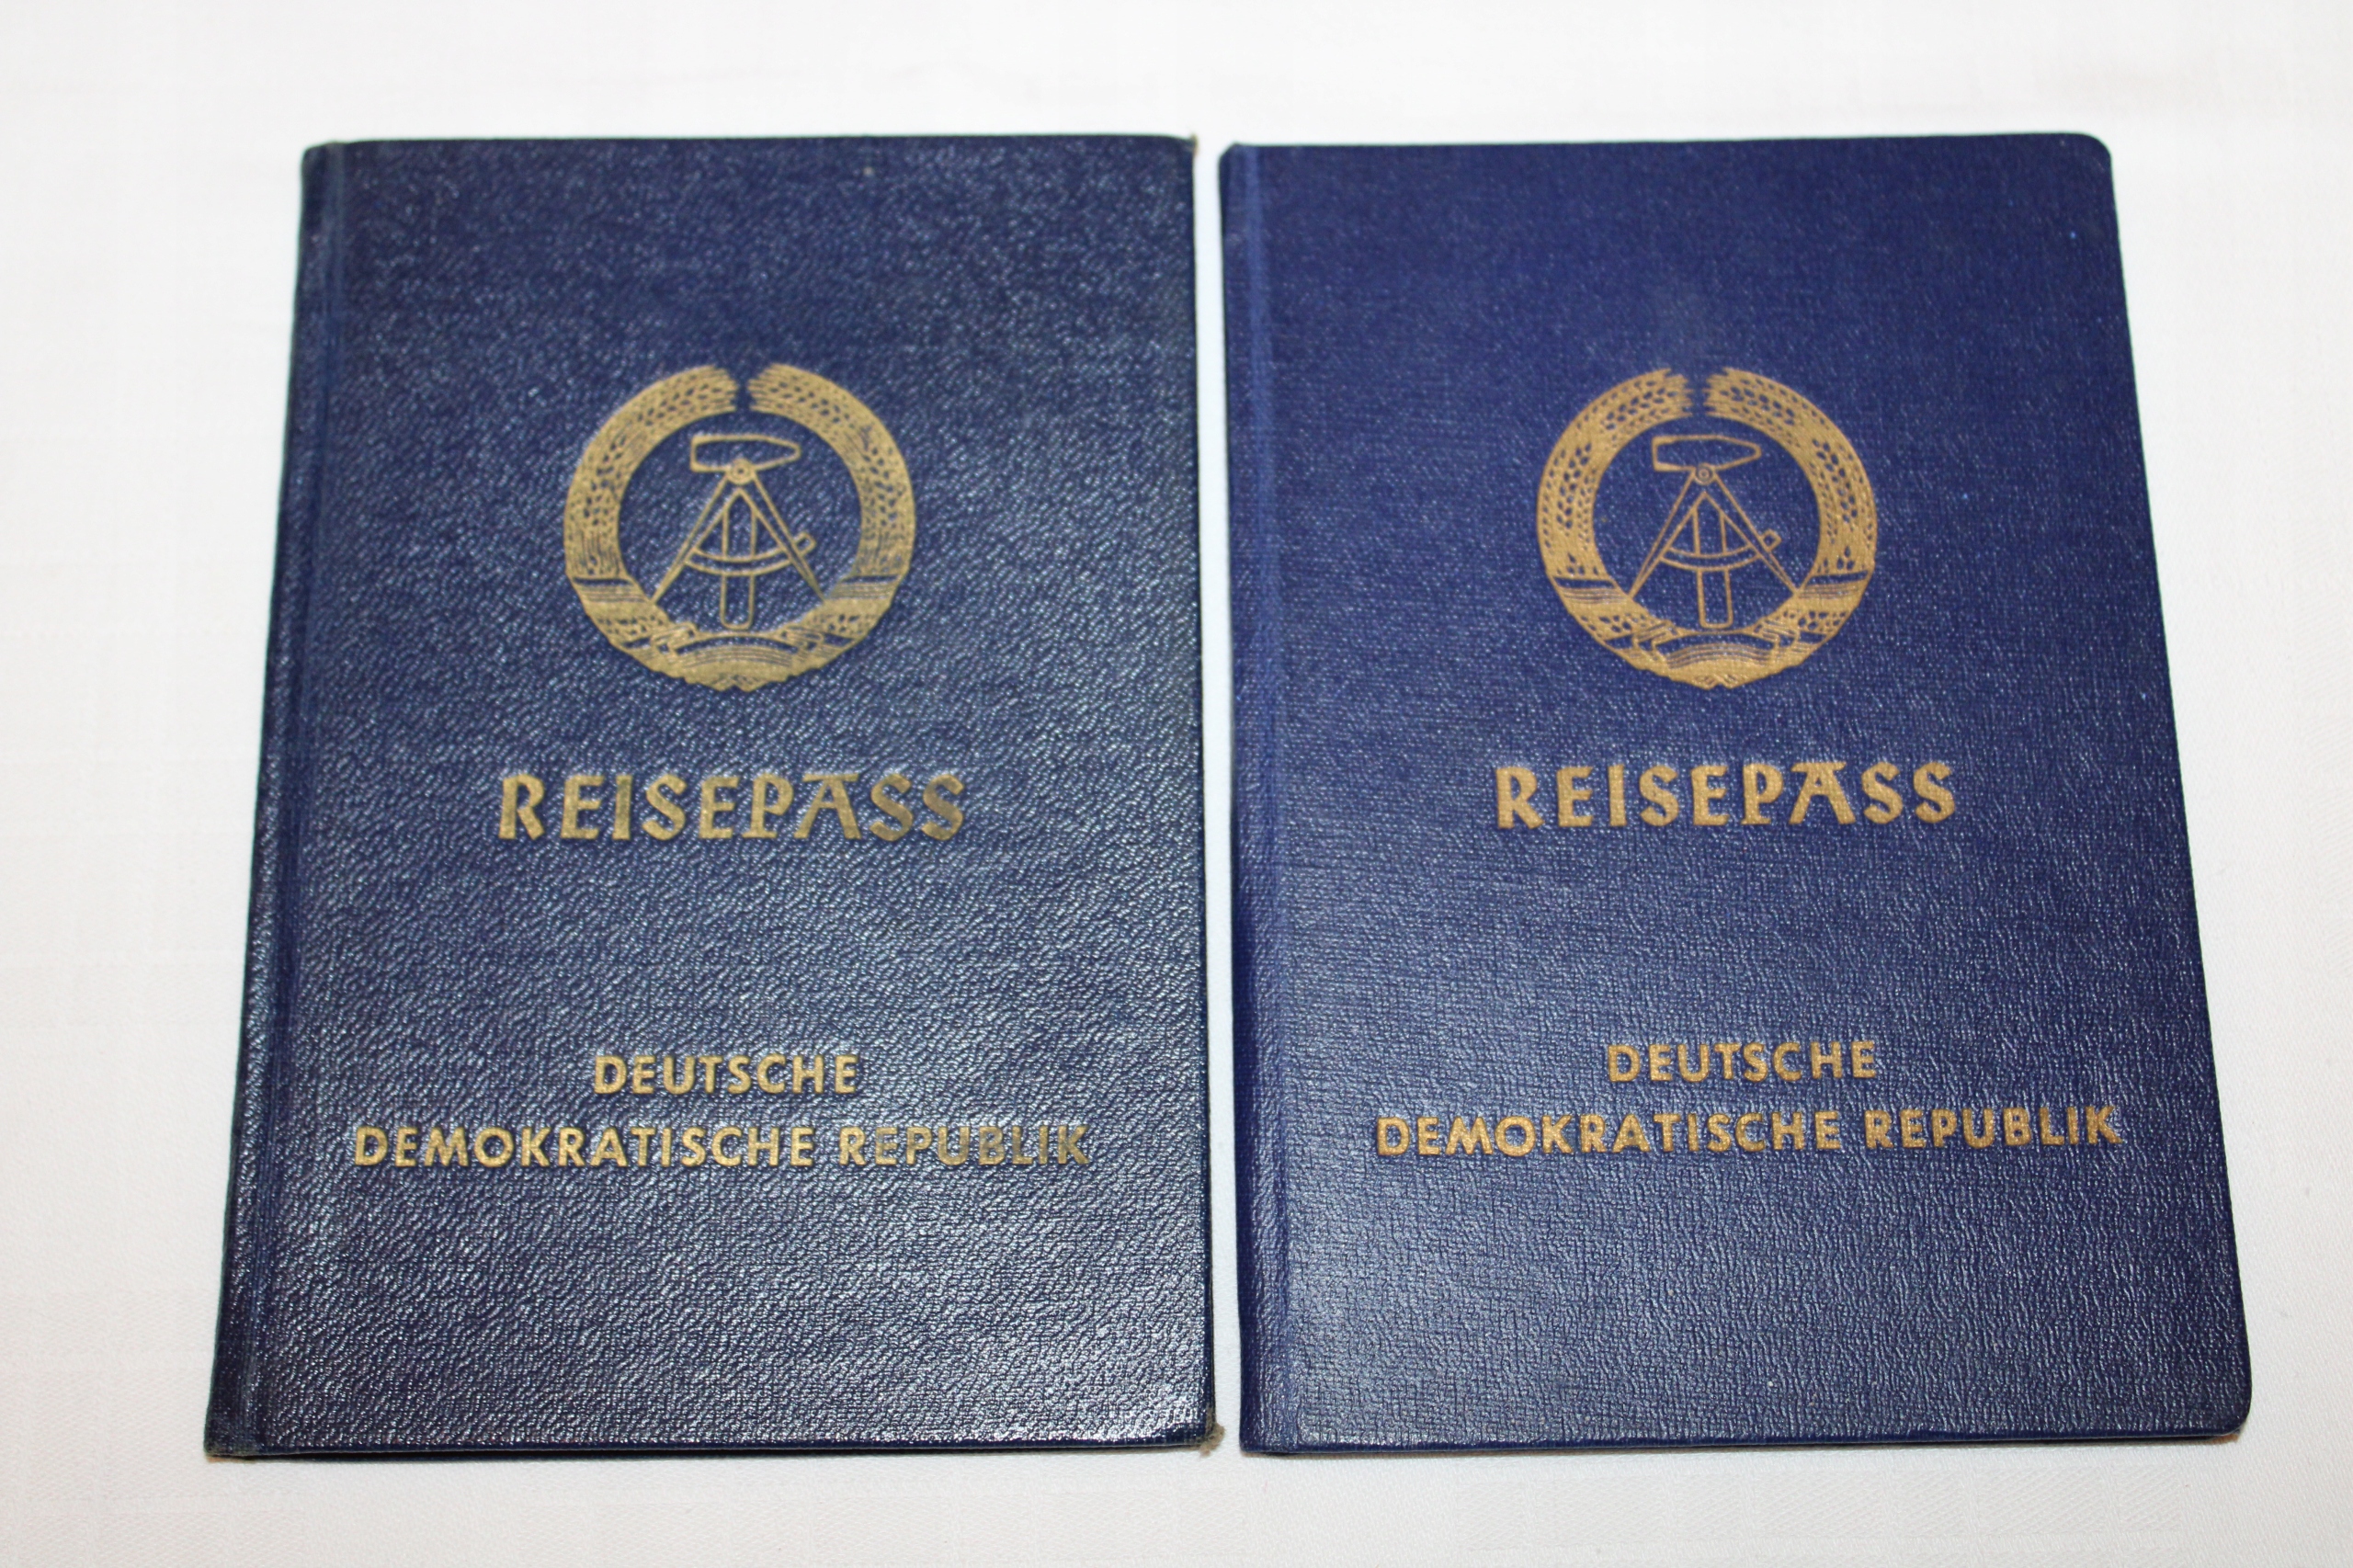 REISEPASS
DEUTSCHE
DEMOKRATISCHE REPUBLIK
REISEPASS
DEUTSCHE
DEMOKRATISCHE REPUBLIK